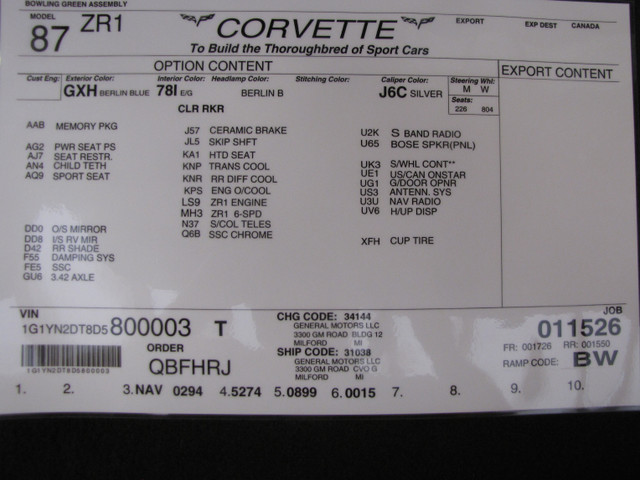 BOWLING GREEN ASSEMBLY
MODEL
87 ZR1
CORVETTE
EXPORT EXP DEST CANADA
To Build the Thoroughbred of Sport Cars
OPTION CONTENT
EXPORT CONTENT
Cust Eng: Exterior Color: Interior Color: Headlamp Color: Stitching Color: Caliper Color: Steering Whl:
GXH BERLIN BLUE 78I E/G BERLIN B J6C SILVER M W
Seats:
226 804
CLR RKR
AAB MEMORY PKG
AG2 PWR SEAT PS
AJ7 SEAT RESTR.
AN4 CHILD TETH
AQ9 SPORT SEAT
DD0 O/S MIRROR
DD8 I/S RV MIR
D42 RR SHADE
F55 DAMPING SYS
FE5 SSC
GU6 3.42 AXLE
J57 CERAMIC BRAKE
JL5 SKIP SHFT
KA1 HTD SEAT
KNP TRANS COOL
KNR RR DIFF COOL
KPS ENG O/COOL
LS9 ZR1 ENGINE
MH3 ZR1 6-SPD
N37 S/COL TELES
Q6B SSC CHROME
U2K S BAND RADIO
U65 BOSE SPKR(PNL)
UK3 S/WHL CONT**
UE1 US/CAN ONSTAR
UG1 G/DOOR OPNR
US3 ANTENN. SYS
U3U NAV RADIO
UV6 H/UP DISP
XFH CUP TIRE
VIN
1G1YN2DT8D5800003 T
1G1YN2DT8D5800003
ORDER
QBFHRJ
CHG CODE: 34144
GENERAL MOTORS LLC
3300 GM ROAD BLDG 12
MILFORD MI
SHIP CODE: 31038
GENERAL MOTORS LLC
3300 GM ROAD CVO G
MILFORD MI
JOB
011526
FR: 001726 RR: 001550
RAMP CODE: BW
1. 2. 3. NAV 0294 4. 5274 5. 0899 6. 0015 7. 8. 9. 10.